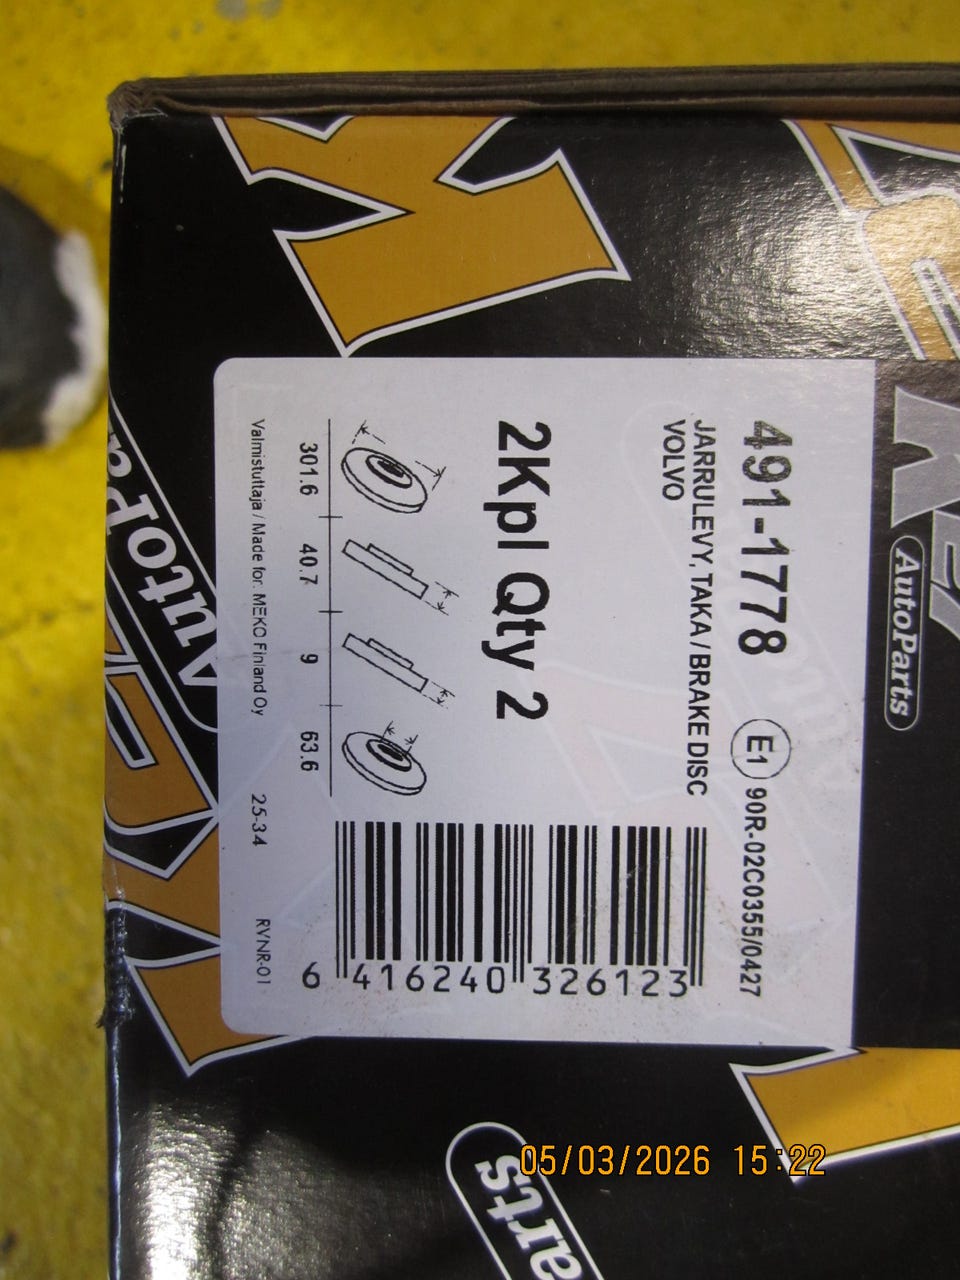 491-1778
E1 90R-02C0355/0427
JARRULEVY, TAKA / BRAKE DISC
VOLVO
2Kpl Qty 2
301.6 40.7 9 63.6
Valmistuttaja / Made for: MEKO Finland Oy 25-34 RVNR-01
6 416240 326123
AutoParts
AutoPa
arts
05/03/2026 15:22